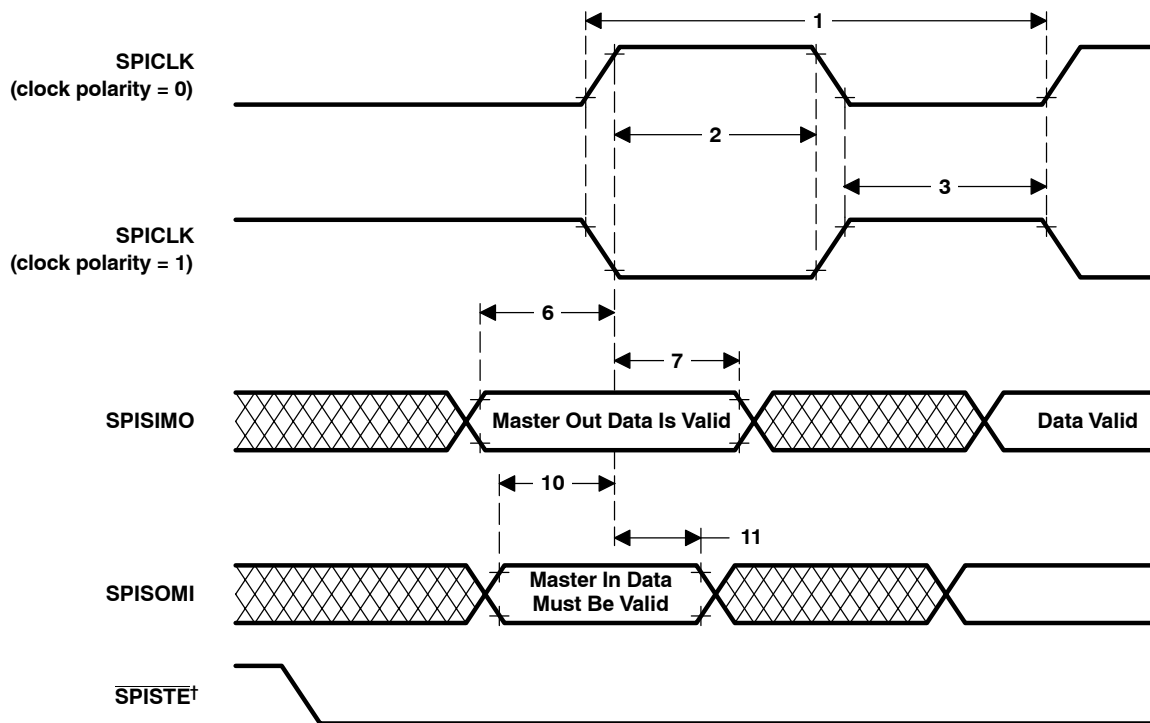 1
SPICLK
(clock polarity = 0)
2
3
SPICLK
(clock polarity = 1)
6
7
SPISIMO
Master Out Data Is Valid
Data Valid
10
11
SPISOMI
Master In Data
Must Be Valid
SPISTE†